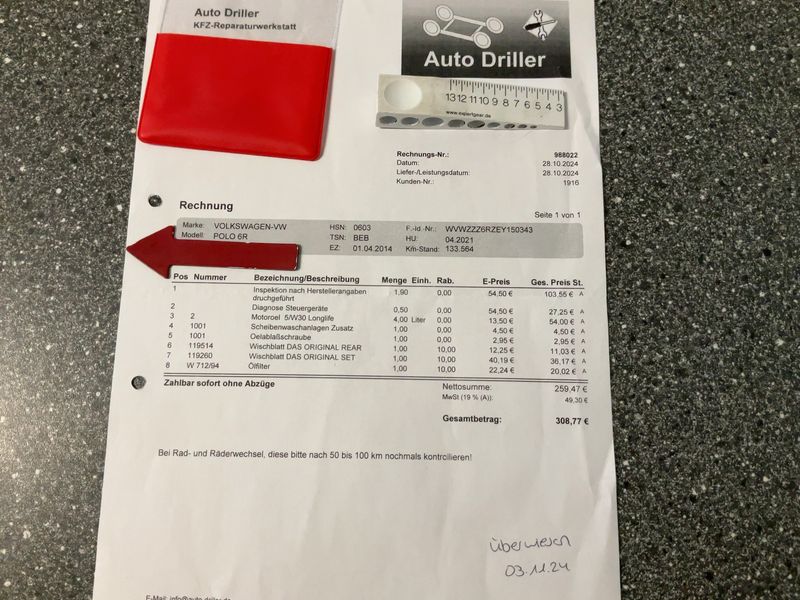 Auto Driller
KFZ-Reparaturwerkstatt
Auto Driller
13 12 11 10 9 8 7 6 5 4 3
www.expertgear.de
Rechnungs-Nr.: 988022
Datum: 28.10.2024
Liefer-/Leistungsdatum: 28.10.2024
Kunden-Nr.: 1916
Rechnung
Seite 1 von 1
Marke: VOLKSWAGEN-VW HSN: 0603 F.-Id -Nr.: WVWZZZ6RZEY150343
Modell: POLO 6R TSN: BEB HU: 04.2021
EZ: 01.04.2014 Km-Stand: 133.564
Pos Nummer Bezeichnung/Beschreibung Menge Einh. Rab. E-Preis Ges. Preis St.
1 Inspektion nach Herstellerangaben druchgeführt 1,90 0,00 54,50 € 103,55 € A
2 Diagnose Steuergeräte 0,50 0,00 54,50 € 27,25 € A
3 2 Motoroel 5/W30 Longlife 4,00 Liter 0,00 13,50 € 54,00 € A
4 1001 Scheibenwaschanlagen Zusatz 1,00 0,00 4,50 € 4,50 € A
5 1001 Oelablaßschraube 1,00 0,00 2,95 € 2,95 € A
6 119514 Wischblatt DAS ORIGINAL REAR 1,00 10,00 12,25 € 11,03 € A
7 119260 Wischblatt DAS ORIGINAL SET 1,00 10,00 40,19 € 36,17 € A
8 W 712/94 Ölfilter 1,00 10,00 22,24 € 20,02 € A
Zahlbar sofort ohne Abzüge
Nettosumme: 259,47 €
MwSt (19 % (A)): 49,30 €
Gesamtbetrag: 308,77 €
Bei Rad- und Räderwechsel, diese bitte nach 50 bis 100 km nochmals kontrollieren!
überwiesen
03.11.24
E-Mail: info@auto-driller.de